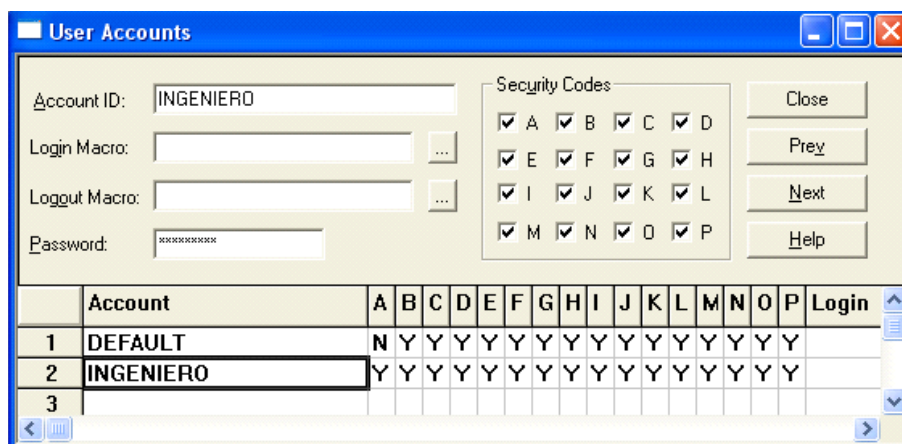 User Accounts
Account ID: INGENIERO
Login Macro: ...
Logout Macro: ...
Password: *********
Security Codes
A B C D
E F G H
I J K L
M N O P
Close
Prev
Next
Help
Account A B C D E F G H I J K L M N O P Login
1 DEFAULT N Y Y Y Y Y Y Y Y Y Y Y Y Y Y Y
2 INGENIERO Y Y Y Y Y Y Y Y Y Y Y Y Y Y Y Y
3